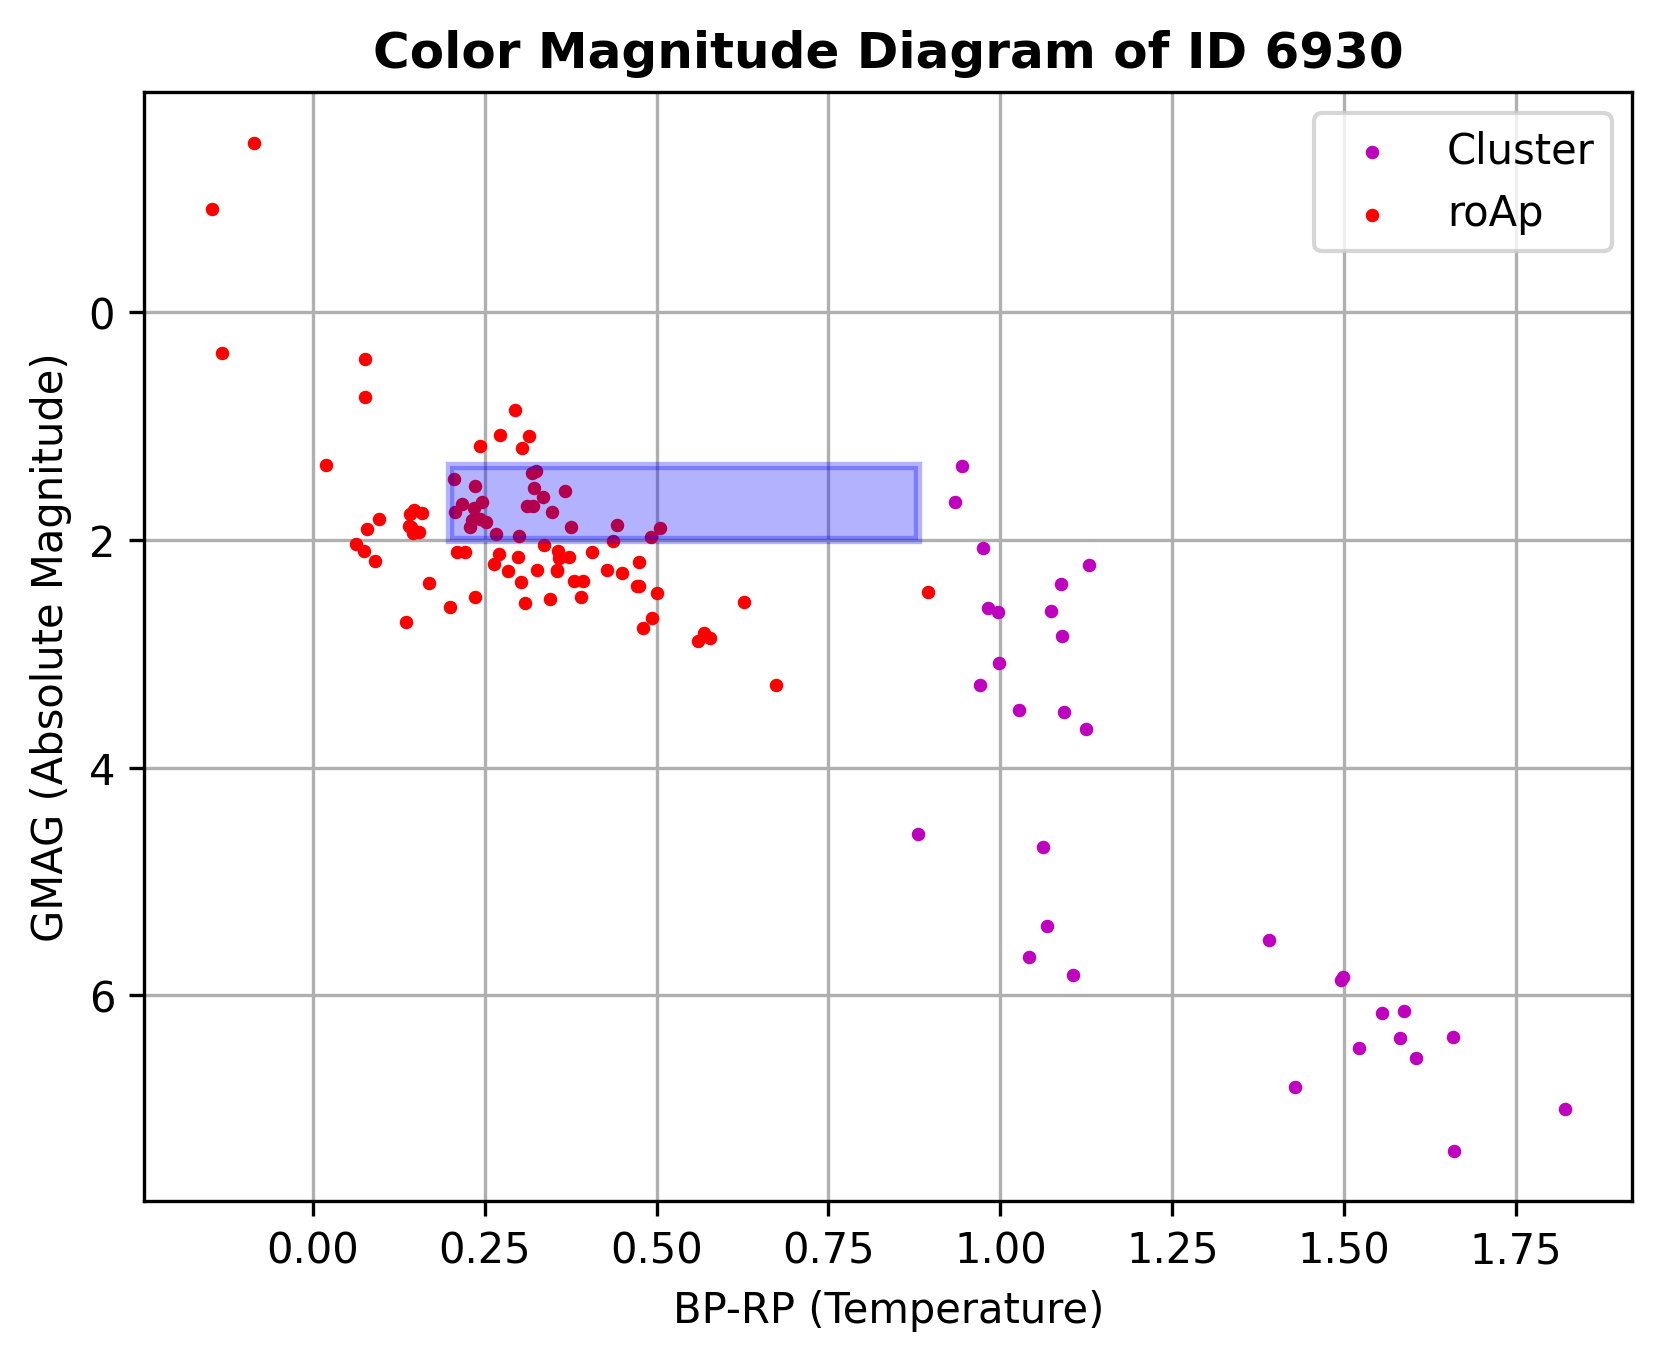 Color Magnitude Diagram of ID 6930
Cluster
roAp
GMAG (Absolute Magnitude)
0
2
4
6
0.00 0.25 0.50 0.75 1.00 1.25 1.50 1.75
BP-RP (Temperature)